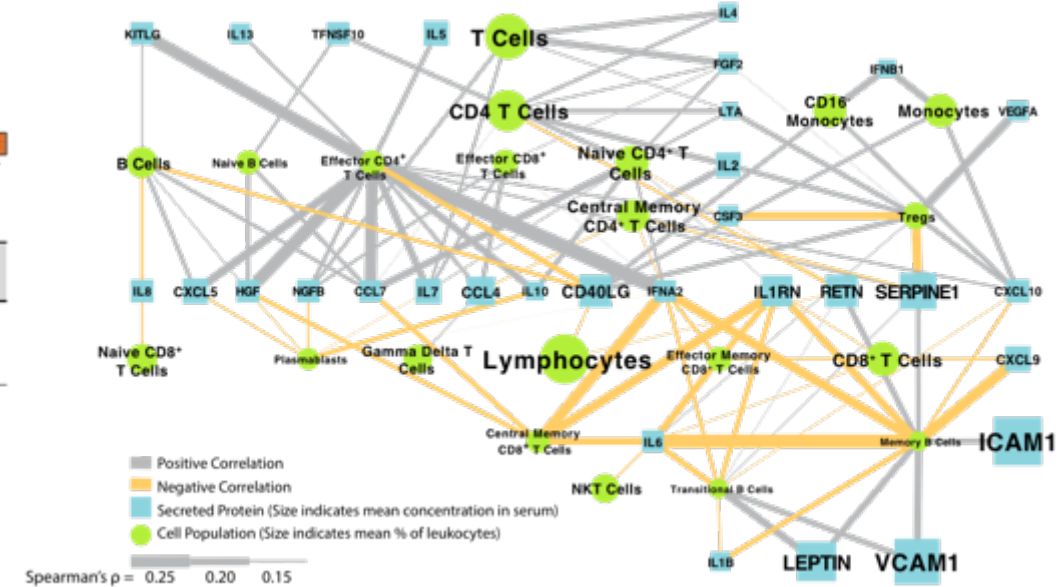 IL4
KITLG IL13 TFNSF10 IL5 T Cells
FGF2
IFNB1
CD4 T Cells LTA CD16
Monocytes Monocytes VEGFA
B Cells Naive B Cells Effector CD4+
T Cells Effector CD8+
T Cells Naive CD4+ T
Cells IL2
Central Memory
CD4+ T Cells CSF3 Tregs
IL8 CXCL5 HGF NGFB CCL7 IL7 CCL4 IL10 CD40LG IFNA2 IL1RN RETN SERPINE1 CXCL10
Naive CD8+
T Cells Plasmablasts Gamma Delta T
Cells Lymphocytes Effector Memory
CD8+ T Cells CD8+ T Cells CXCL9
Central Memory
CD8+ T Cells IL6 Memory B Cells ICAM1
NKT Cells Transitional B Cells
IL1B LEPTIN VCAM1
Positive Correlation
Negative Correlation
Secreted Protein (Size indicates mean concentration in serum)
Cell Population (Size indicates mean % of leukocytes)
Spearman's ρ = 0.25 0.20 0.15